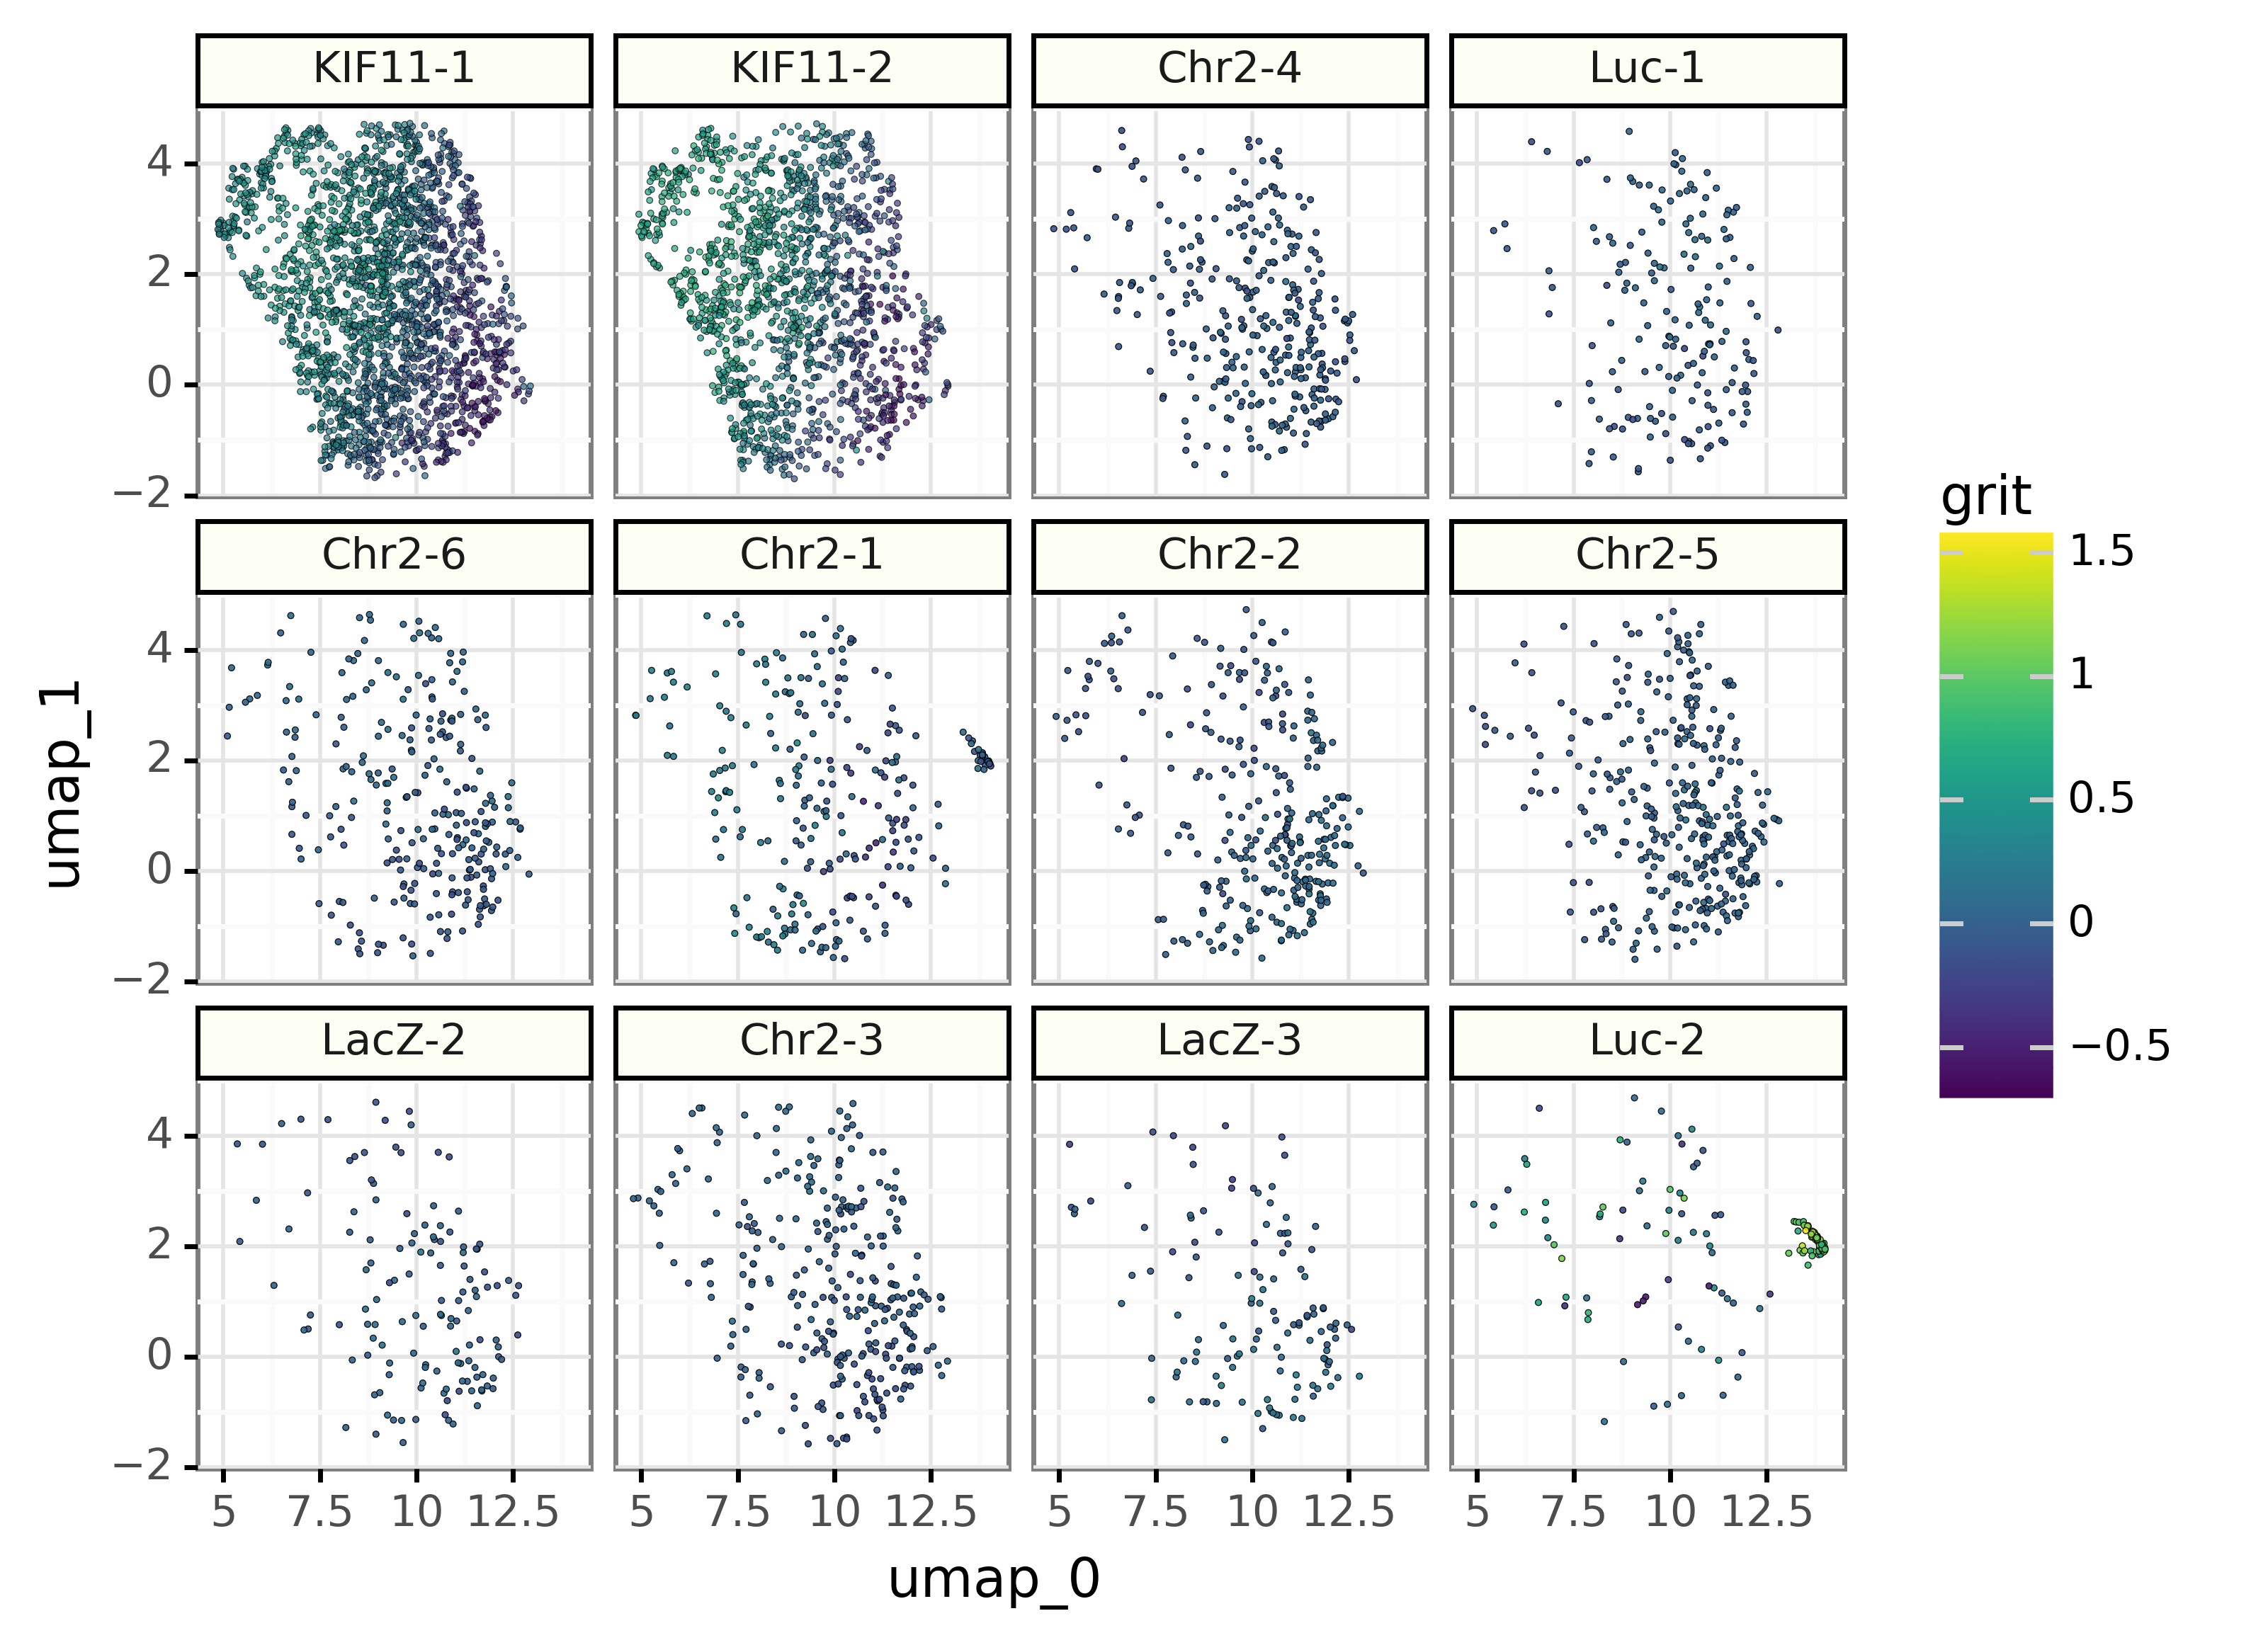 KIF11-1 KIF11-2 Chr2-4 Luc-1
4
2
0
−2
Chr2-6 Chr2-1 Chr2-2 Chr2-5
4
2
0
−2
LacZ-2 Chr2-3 LacZ-3 Luc-2
4
2
0
−2
5 7.5 10 12.5 5 7.5 10 12.5 5 7.5 10 12.5 5 7.5 10 12.5
umap_0
umap_1
grit
1.5
1
0.5
0
−0.5